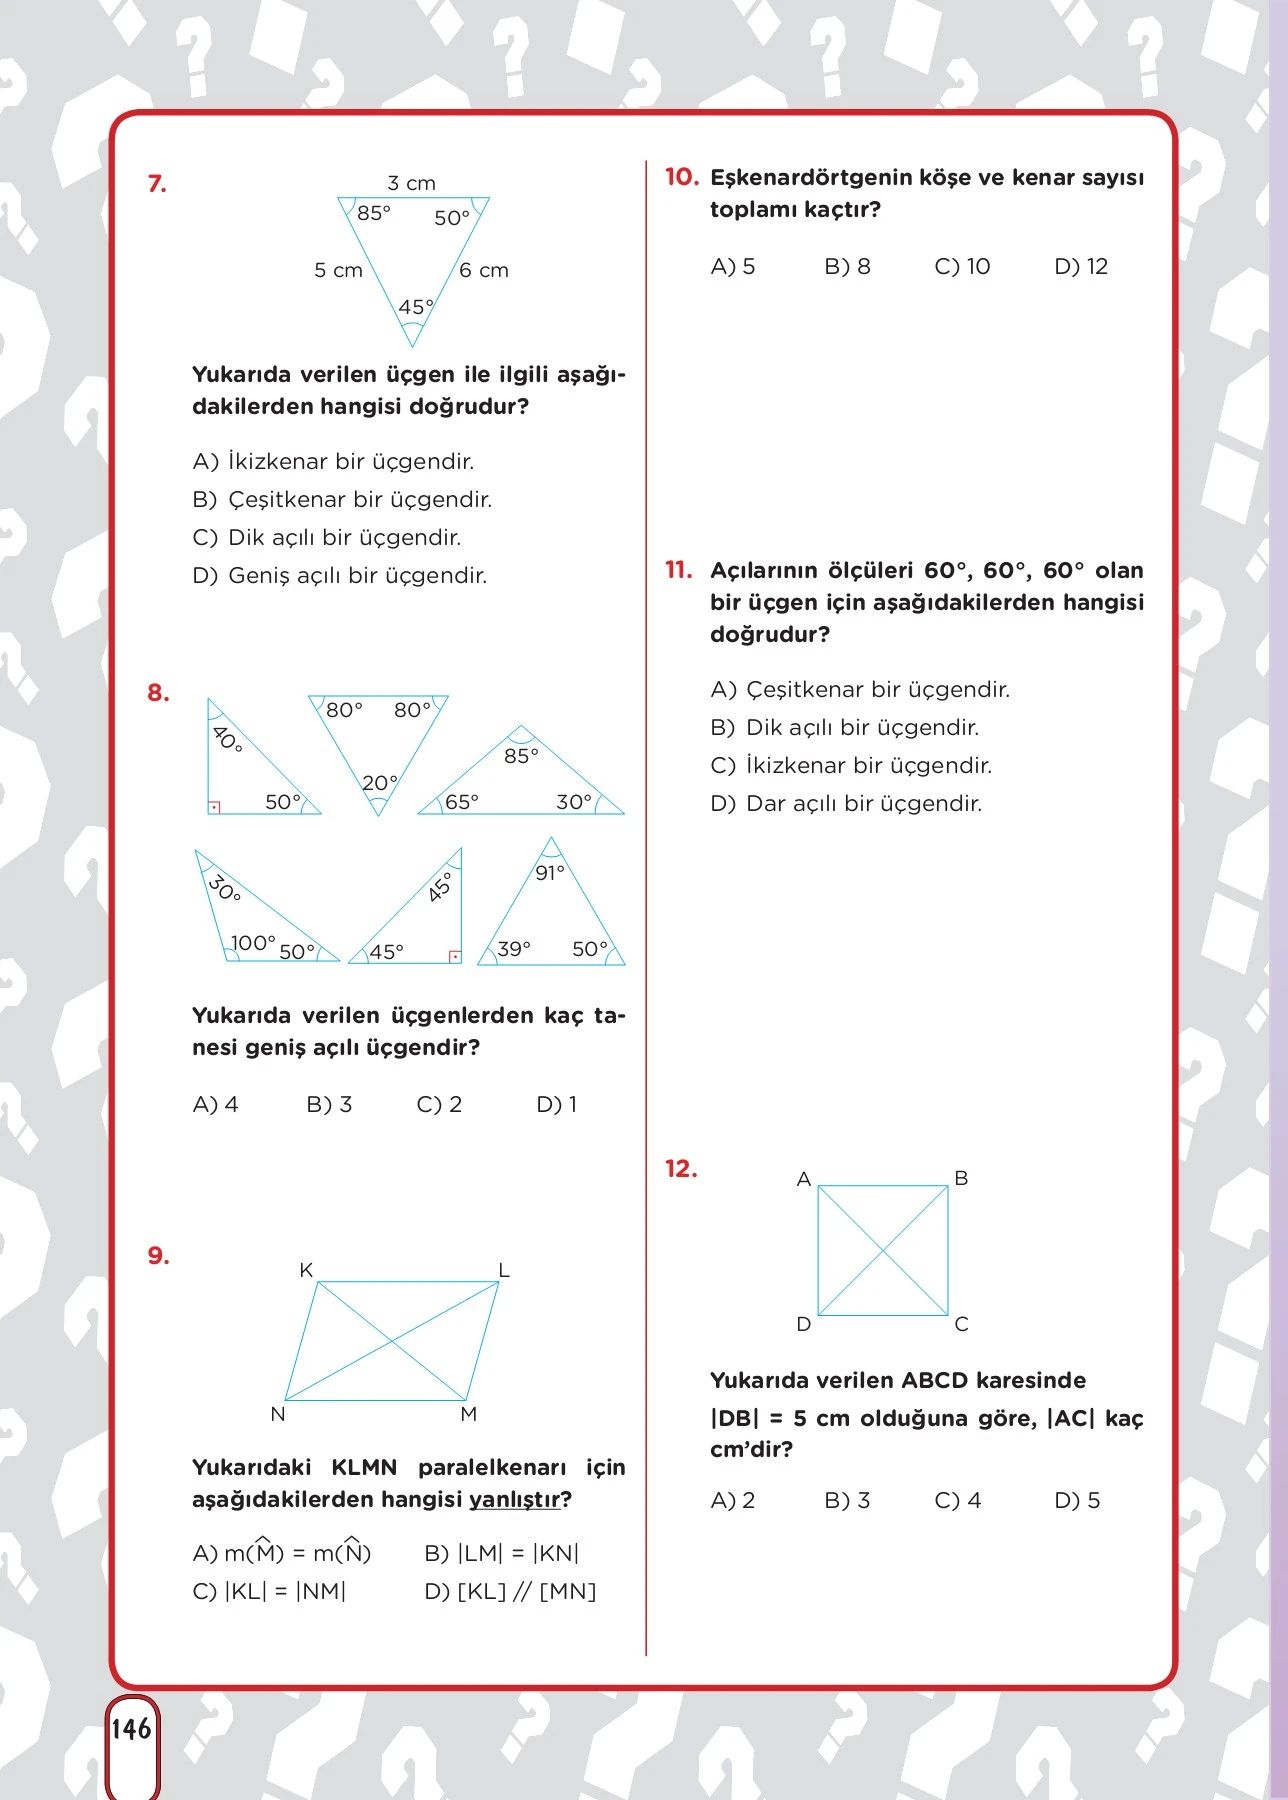 7.
3 cm
85° 50°
5 cm 6 cm
45°
Yukarıda verilen üçgen ile ilgili aşağı-
dakilerden hangisi doğrudur?
A) İkizkenar bir üçgendir.
B) Çeşitkenar bir üçgendir.
C) Dik açılı bir üçgendir.
D) Geniş açılı bir üçgendir.
8.
40°
50°
80° 80°
20°
85°
65° 30°
30°
100° 50°
45°
45°
91°
39° 50°
Yukarıda verilen üçgenlerden kaç ta-
nesi geniş açılı üçgendir?
A) 4 B) 3 C) 2 D) 1
9.
K L
N M
Yukarıdaki KLMN paralelkenarı için
aşağıdakilerden hangisi yanlıştır?
A) m(M̂) = m(N̂) B) |LM| = |KN|
C) |KL| = |NM| D) [KL] // [MN]
10. Eşkenardörtgenin köşe ve kenar sayısı
toplamı kaçtır?
A) 5 B) 8 C) 10 D) 12
11. Açılarının ölçüleri 60°, 60°, 60° olan
bir üçgen için aşağıdakilerden hangisi
doğrudur?
A) Çeşitkenar bir üçgendir.
B) Dik açılı bir üçgendir.
C) İkizkenar bir üçgendir.
D) Dar açılı bir üçgendir.
12.
A B
D C
Yukarıda verilen ABCD karesinde
|DB| = 5 cm olduğuna göre, |AC| kaç
cm'dir?
A) 2 B) 3 C) 4 D) 5
146